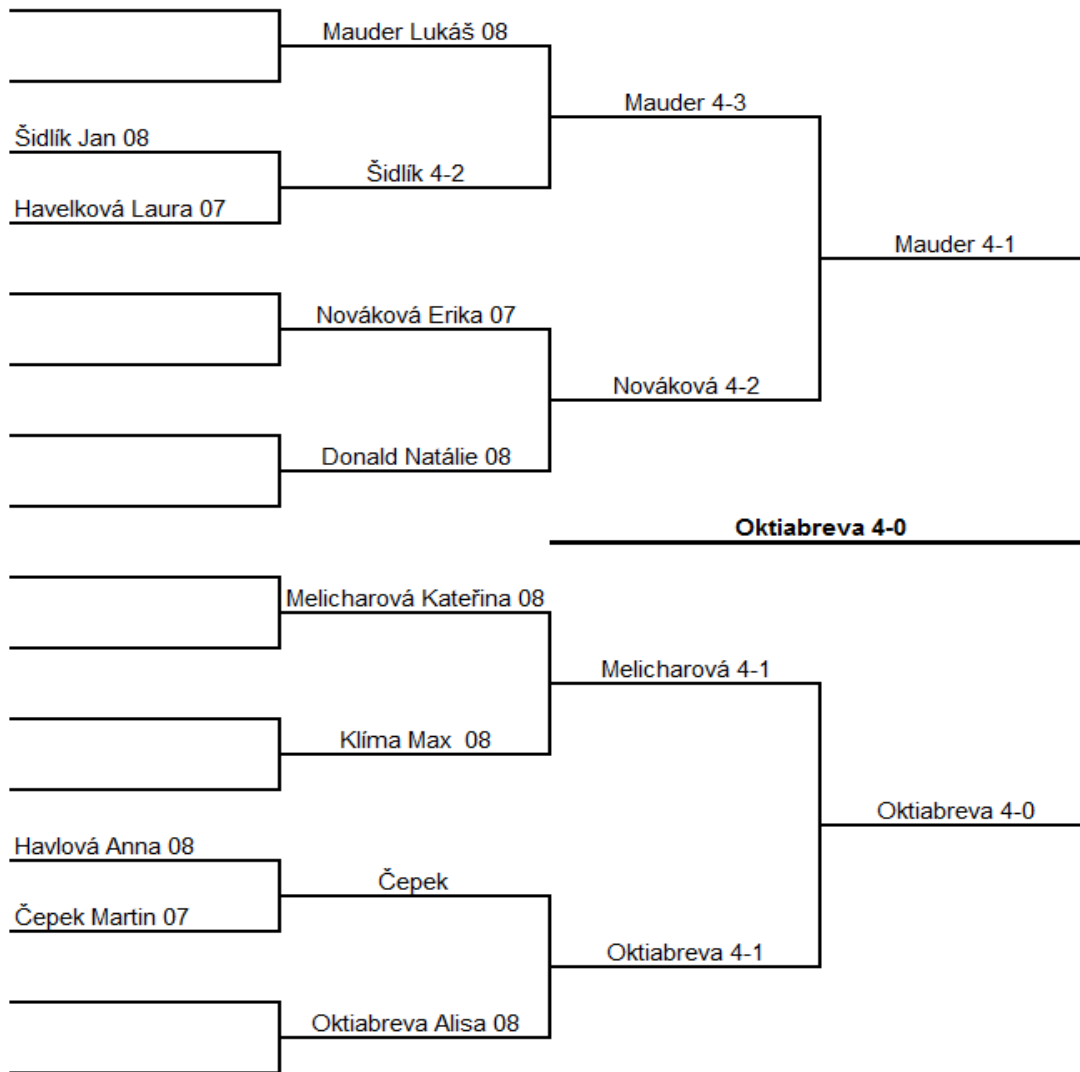 Mauder Lukáš 08
Mauder 4-3
Šidlík Jan 08
Šidlík 4-2
Havelková Laura 07
Mauder 4-1
Nováková Erika 07
Nováková 4-2
Donald Natálie 08
Oktiabreva 4-0
Melicharová Kateřina 08
Melicharová 4-1
Klíma Max  08
Oktiabreva 4-0
Havlová Anna 08
Čepek
Čepek Martin 07
Oktiabreva 4-1
Oktiabreva Alisa 08